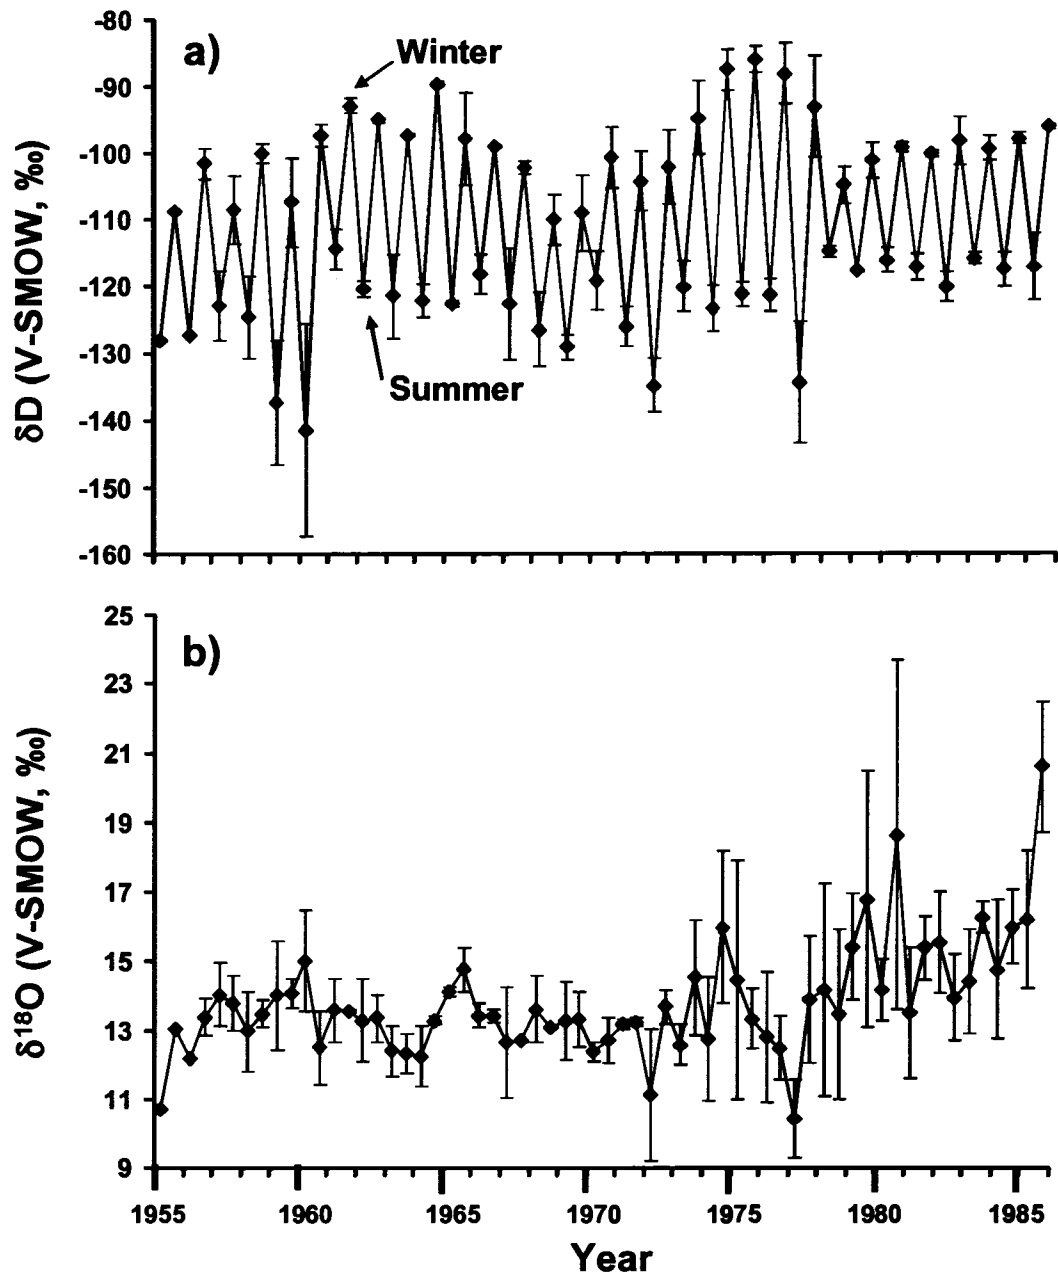 a)
Winter
Summer
δD (V-SMOW, ‰)
-80
-90
-100
-110
-120
-130
-140
-150
-160
b)
δ¹⁸O (V-SMOW, ‰)
25
23
21
19
17
15
13
11
9
1955 1960 1965 1970 1975 1980 1985
Year